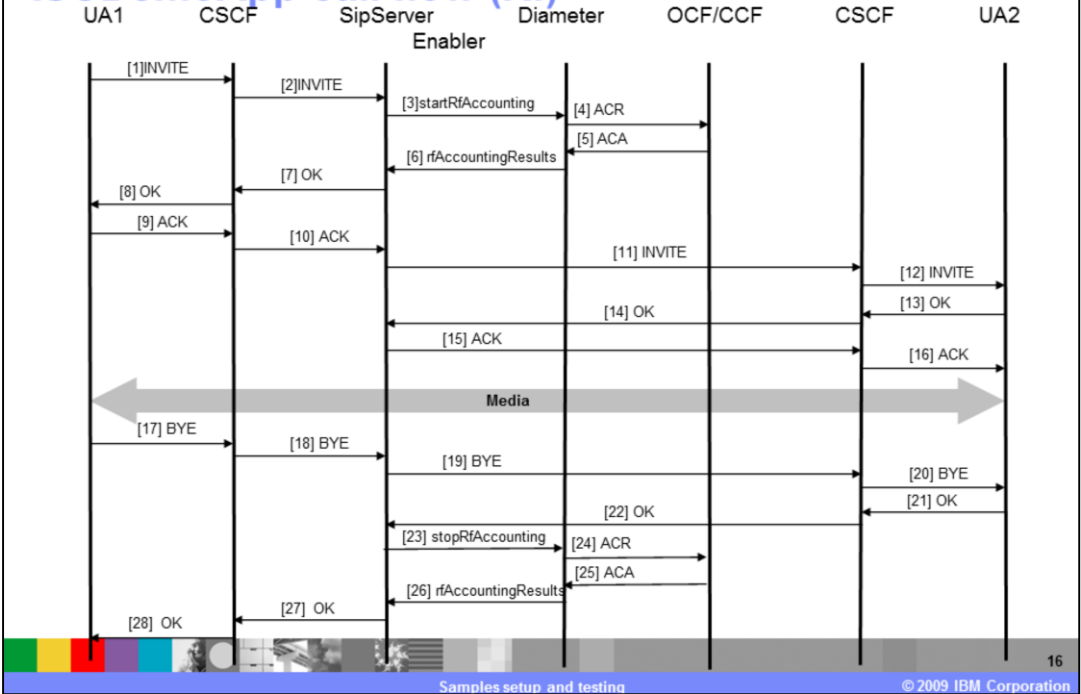 UA1 CSCF SipServer Diameter OCF/CCF CSCF UA2
Enabler
[1]INVITE
[2]INVITE
[3]startRfAccounting
[4] ACR
[5] ACA
[6] rfAccountingResults
[7] OK
[8] OK
[9] ACK
[10] ACK
[11] INVITE
[12] INVITE
[13] OK
[14] OK
[15] ACK
[16] ACK
Media
[17] BYE
[18] BYE
[19] BYE
[20] BYE
[21] OK
[22] OK
[23] stopRfAccounting
[24] ACR
[25] ACA
[26] rfAccountingResults
[27] OK
[28] OK
16
Samples setup and testing
© 2009 IBM Corporation